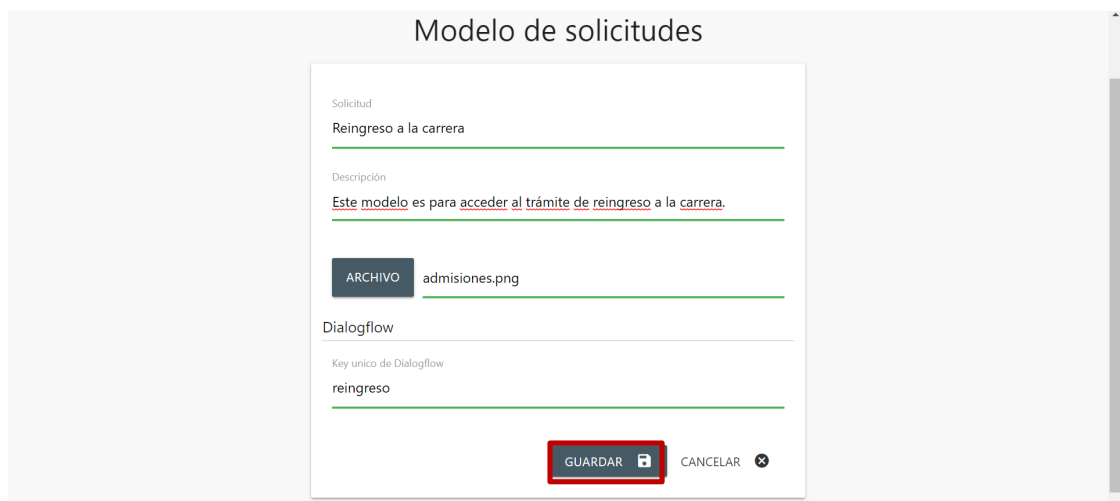 Modelo de solicitudes
Solicitud
Reingreso a la carrera
Descripción
Este modelo es para acceder al trámite de reingreso a la carrera.
ARCHIVO admisiones.png
Dialogflow
Key unico de Dialogflow
reingreso
GUARDAR CANCELAR